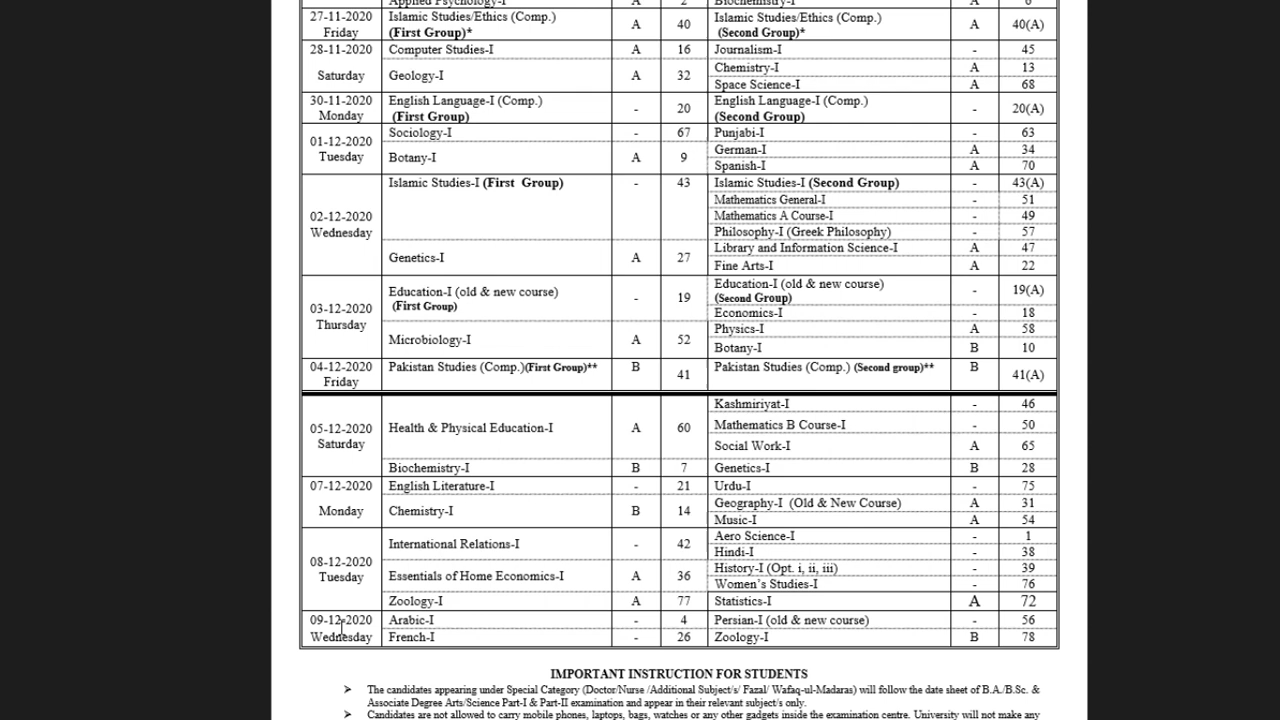 Applied Psychology-I A 2 Biochemistry-I A 6
27-11-2020 Friday Islamic Studies/Ethics (Comp.) (First Group)* A 40 Islamic Studies/Ethics (Comp.) (Second Group)* A 40(A)
28-11-2020 Saturday Computer Studies-I A 16 Journalism-I - 45
Geology-I A 32 Chemistry-I A 13
Space Science-I A 68
30-11-2020 Monday English Language-I (Comp.) (First Group) - 20 English Language-I (Comp.) (Second Group) - 20(A)
01-12-2020 Tuesday Sociology-I - 67 Punjabi-I - 63
Botany-I A 9 German-I A 34
Spanish-I A 70
02-12-2020 Wednesday Islamic Studies-I (First Group) - 43 Islamic Studies-I (Second Group) - 43(A)
Mathematics General-I - 51
Mathematics A Course-I - 49
Philosophy-I (Greek Philosophy) - 57
Genetics-I A 27 Library and Information Science-I A 47
Fine Arts-I A 22
03-12-2020 Thursday Education-I (old & new course) (First Group) - 19 Education-I (old & new course) (Second Group) - 19(A)
Economics-I - 18
Microbiology-I A 52 Physics-I A 58
Botany-I B 10
04-12-2020 Friday Pakistan Studies (Comp.)(First Group)** B 41 Pakistan Studies (Comp.) (Second group)** B 41(A)
05-12-2020 Saturday Health & Physical Education-I A 60 Kashmiriyat-I - 46
Mathematics B Course-I - 50
Social Work-I A 65
Biochemistry-I B 7 Genetics-I B 28
07-12-2020 Monday English Literature-I - 21 Urdu-I - 75
Chemistry-I B 14 Geography-I (Old & New Course) A 31
Music-I A 54
08-12-2020 Tuesday International Relations-I - 42 Aero Science-I - 1
Hindi-I - 38
Essentials of Home Economics-I A 36 History-I (Opt. i, ii, iii) - 39
Women's Studies-I - 76
Zoology-I A 77 Statistics-I A 72
09-12-2020 Wednesday Arabic-I - 4 Persian-I (old & new course) - 56
French-I - 26 Zoology-I B 78
IMPORTANT INSTRUCTION FOR STUDENTS
➢ The candidates appearing under Special Category (Doctor/Nurse /Additional Subject/s/ Fazal/ Wafaq-ul-Madaras) will follow the date sheet of B.A./B.Sc. &
Associate Degree Arts/Science Part-I & Part-II examination and appear in their relevant subject/s only.
➢ Candidates are not allowed to carry mobile phones, laptops, bags, watches or any other gadgets inside the examination centre. University will not make any